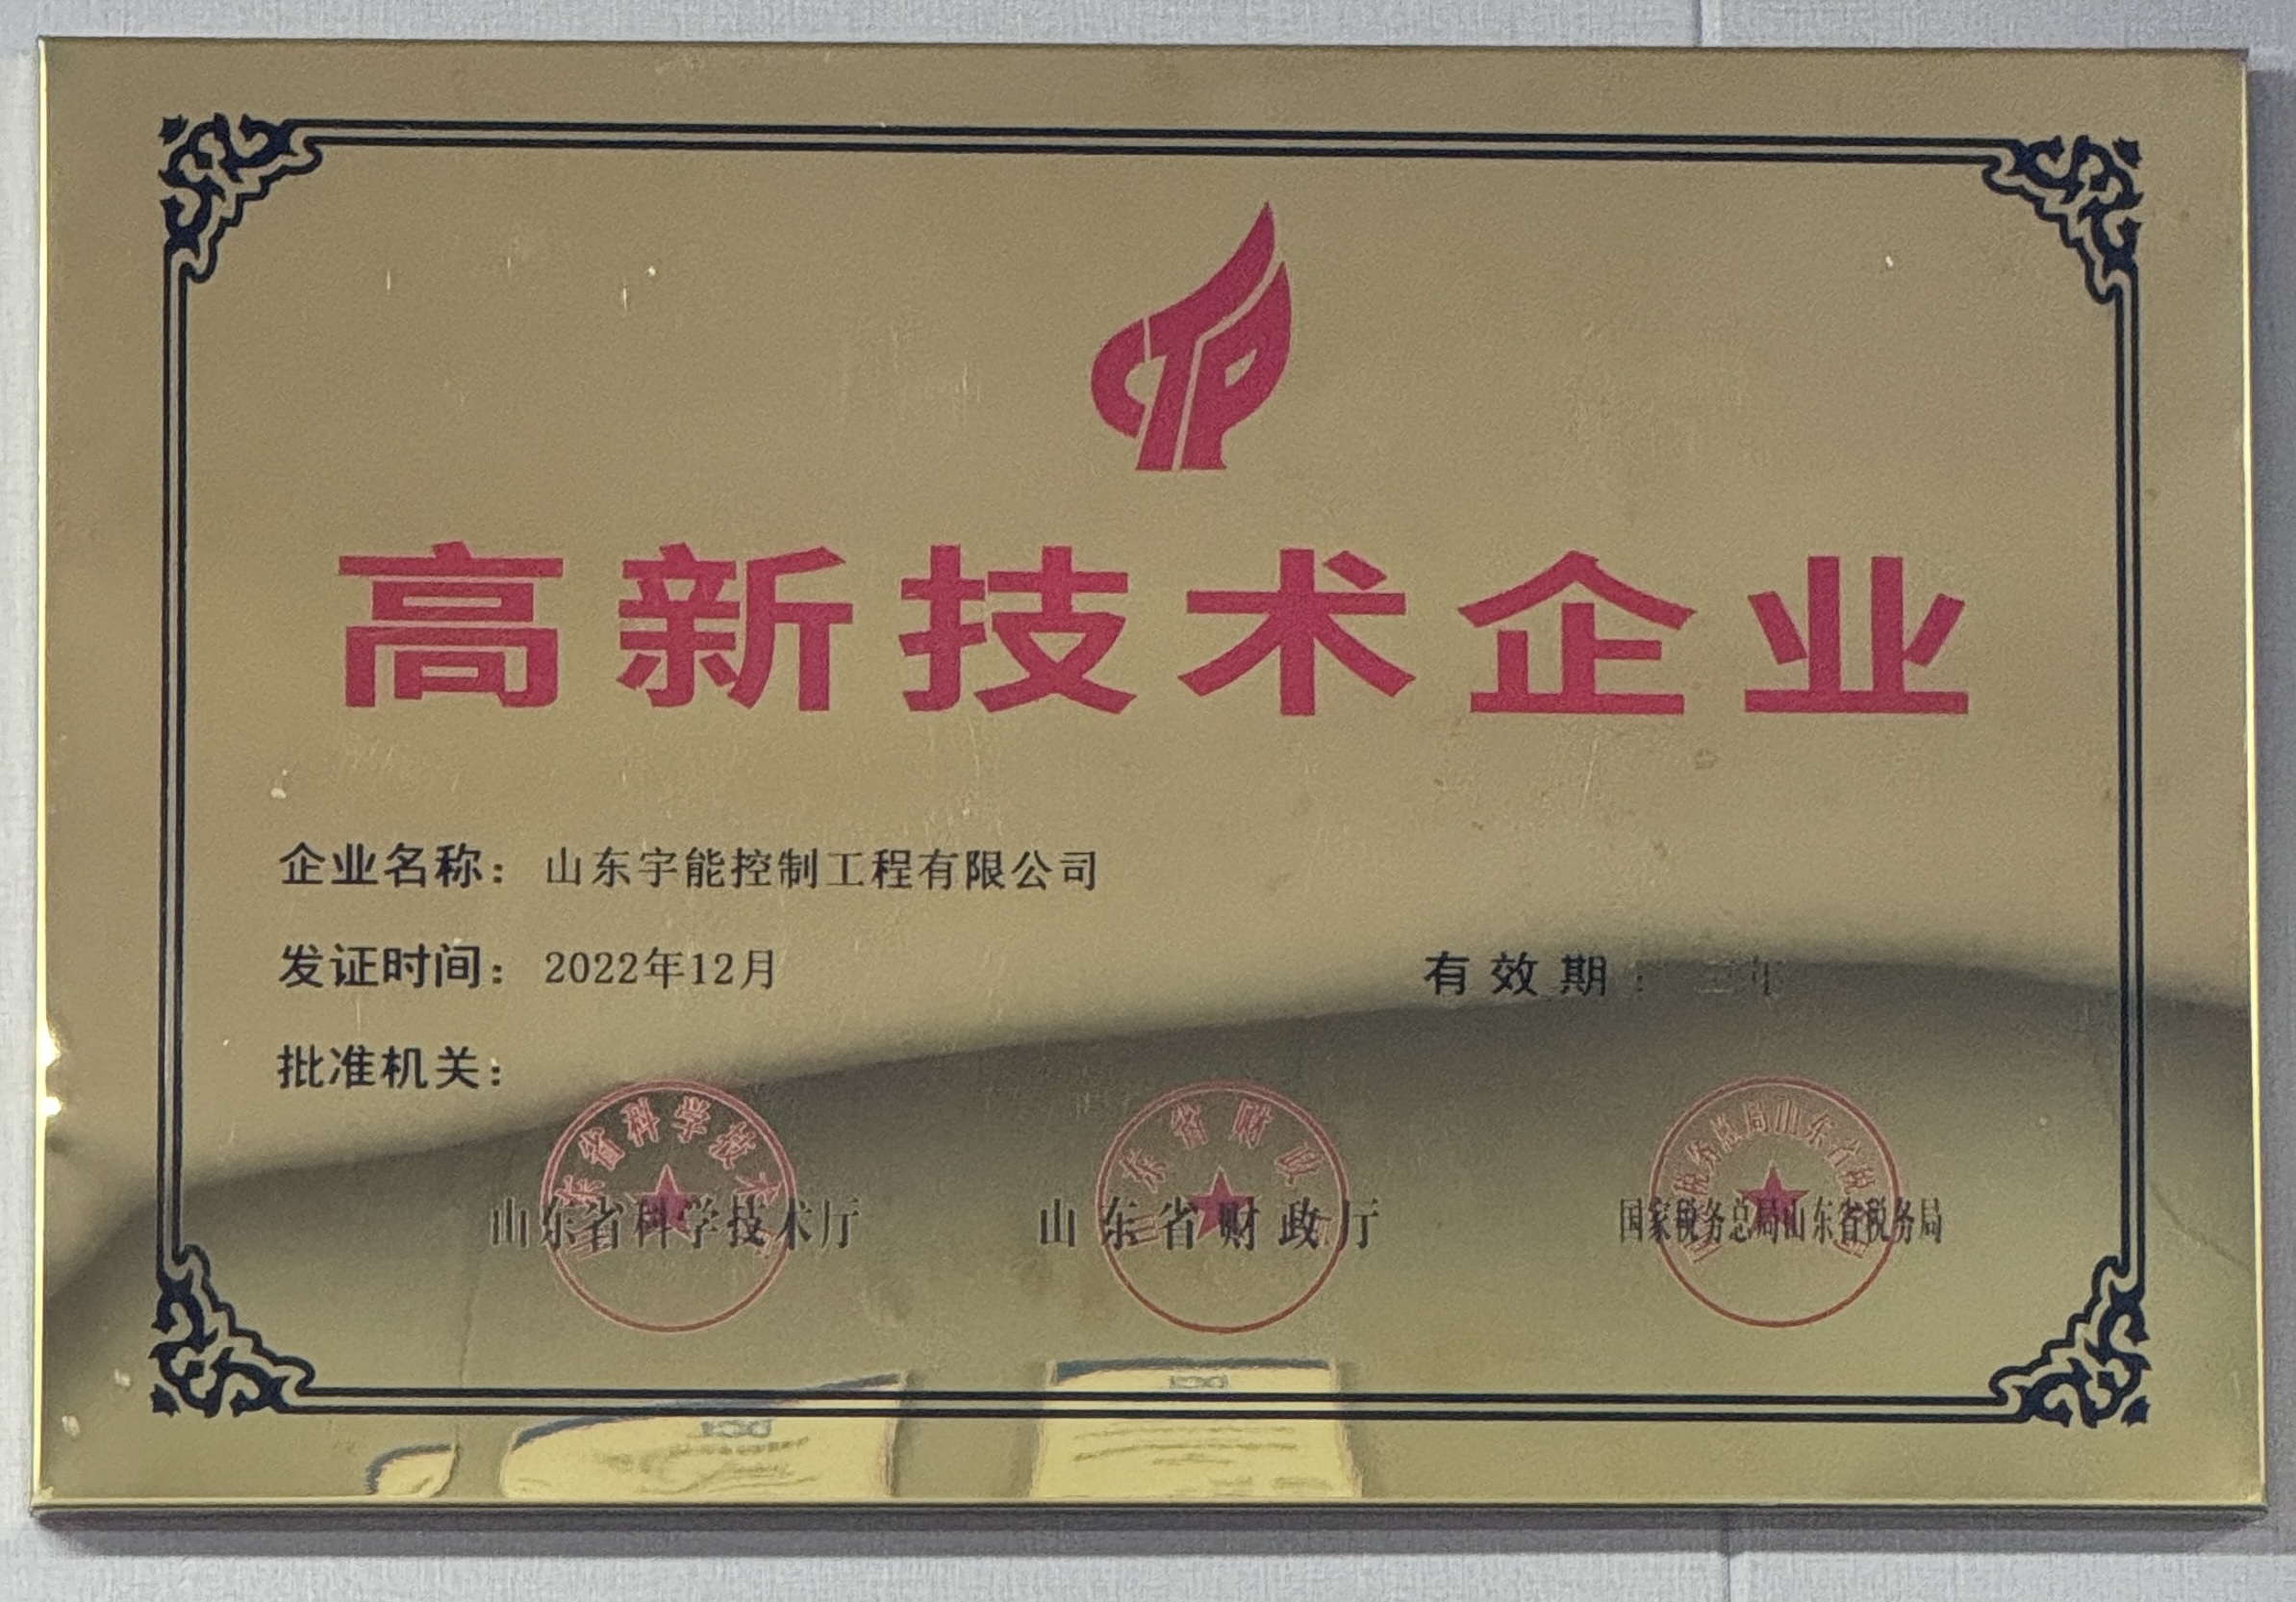 CTP
高新技术企业
企业名称：山东宇能控制工程有限公司
发证时间：2022年12月 有效期：三年
批准机关：
山东省科学技术厅 山东省财政厅 国家税务总局山东省税务局